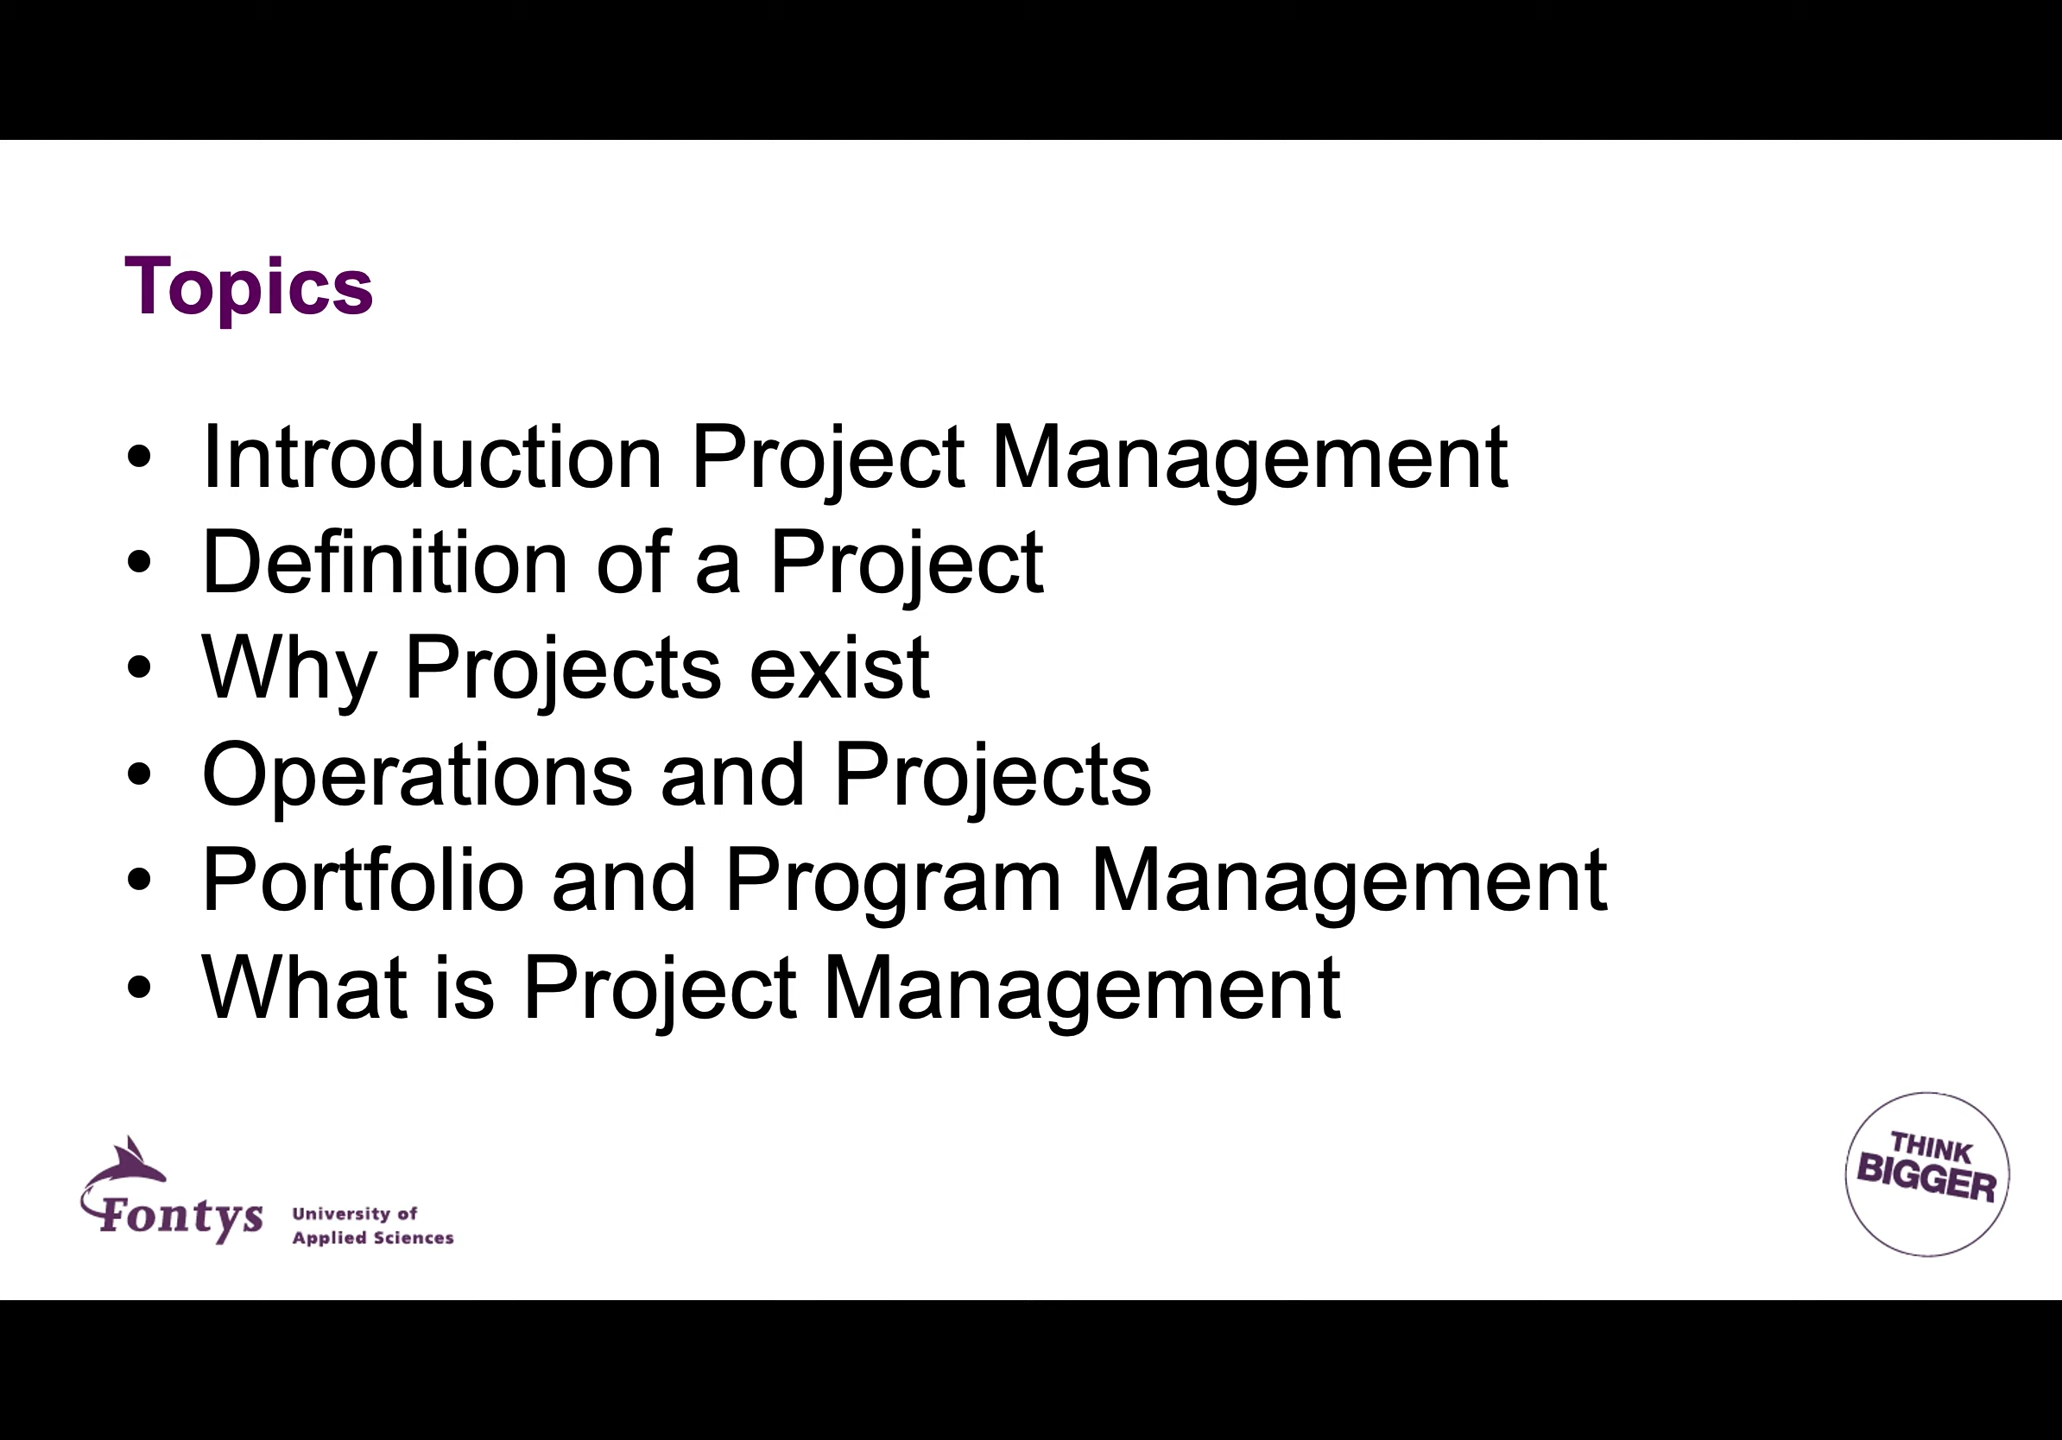 Topics
• Introduction Project Management
• Definition of a Project
• Why Projects exist
• Operations and Projects
• Portfolio and Program Management
• What is Project Management
Fontys
University of
Applied Sciences
THINK
BIGGER